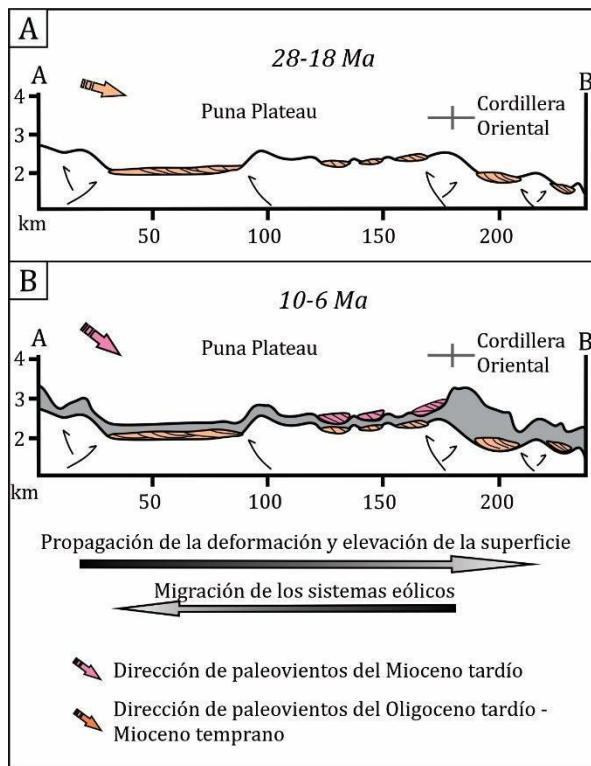 A
28-18 Ma
A
B
Puna Plateau
Cordillera
Oriental
4
3
2
km
50
100
150
200
B
10-6 Ma
A
B
Puna Plateau
Cordillera
Oriental
4
3
2
km
50
100
150
200
Propagación de la deformación y elevación de la superficie
Migración de los sistemas eólicos
Dirección de paleovientos del Mioceno tardío
Dirección de paleovientos del Oligoceno tardío -
Mioceno temprano